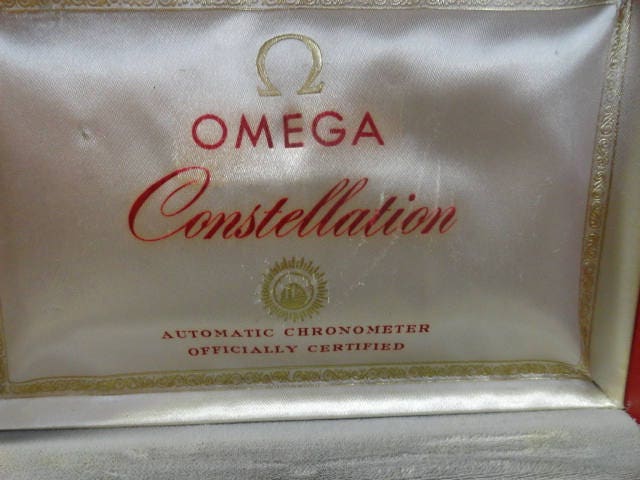 Ω
OMEGA
Constellation
AUTOMATIC CHRONOMETER
OFFICIALLY CERTIFIED